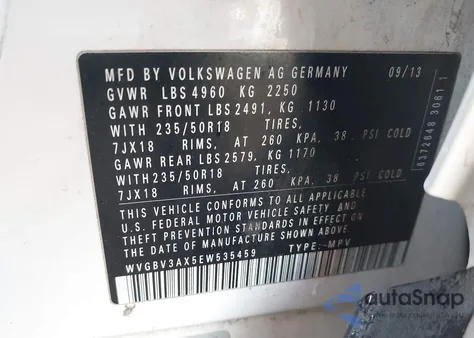 MFD BY VOLKSWAGEN AG GERMANY 09/13
GVWR LBS 4960 KG 2250
GAWR FRONT LBS 2491, KG 1130
WITH 235/50R18 TIRES,
7JX18 RIMS, AT 260 KPA, 38 PSI COLD
GAWR REAR LBS 2579, KG 1170
WITH 235/50R18 TIRES,
7JX18 RIMS, AT 260 KPA, 38 PSI COLD
THIS VEHICLE CONFORMS TO ALL APPLICABLE
U.S. FEDERAL MOTOR VEHICLE SAFETY AND
THEFT PREVENTION STANDARDS IN EFFECT ON
THE DATE OF MANUFACTURE SHOWN ABOVE
WVGBV3AX5EW535459 TYPE: MPV
6372648 3061 1
autoSnap